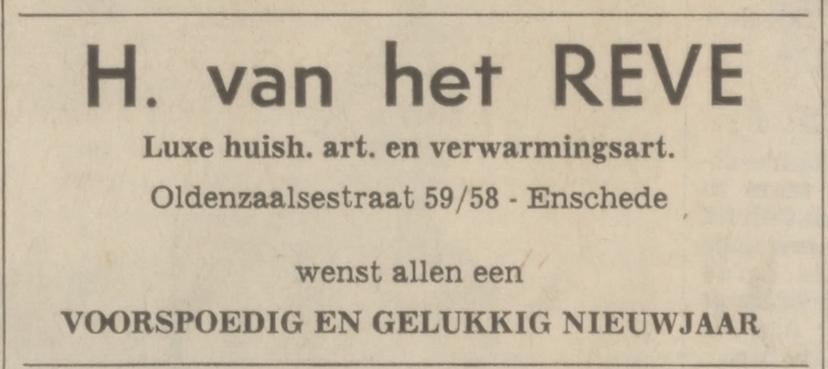 H. van het REVE
Luxe huish. art. en verwarmingsart.
Oldenzaalsestraat 59/58 - Enschede
wenst allen een
VOORSPOEDIG EN GELUKKIG NIEUWJAAR